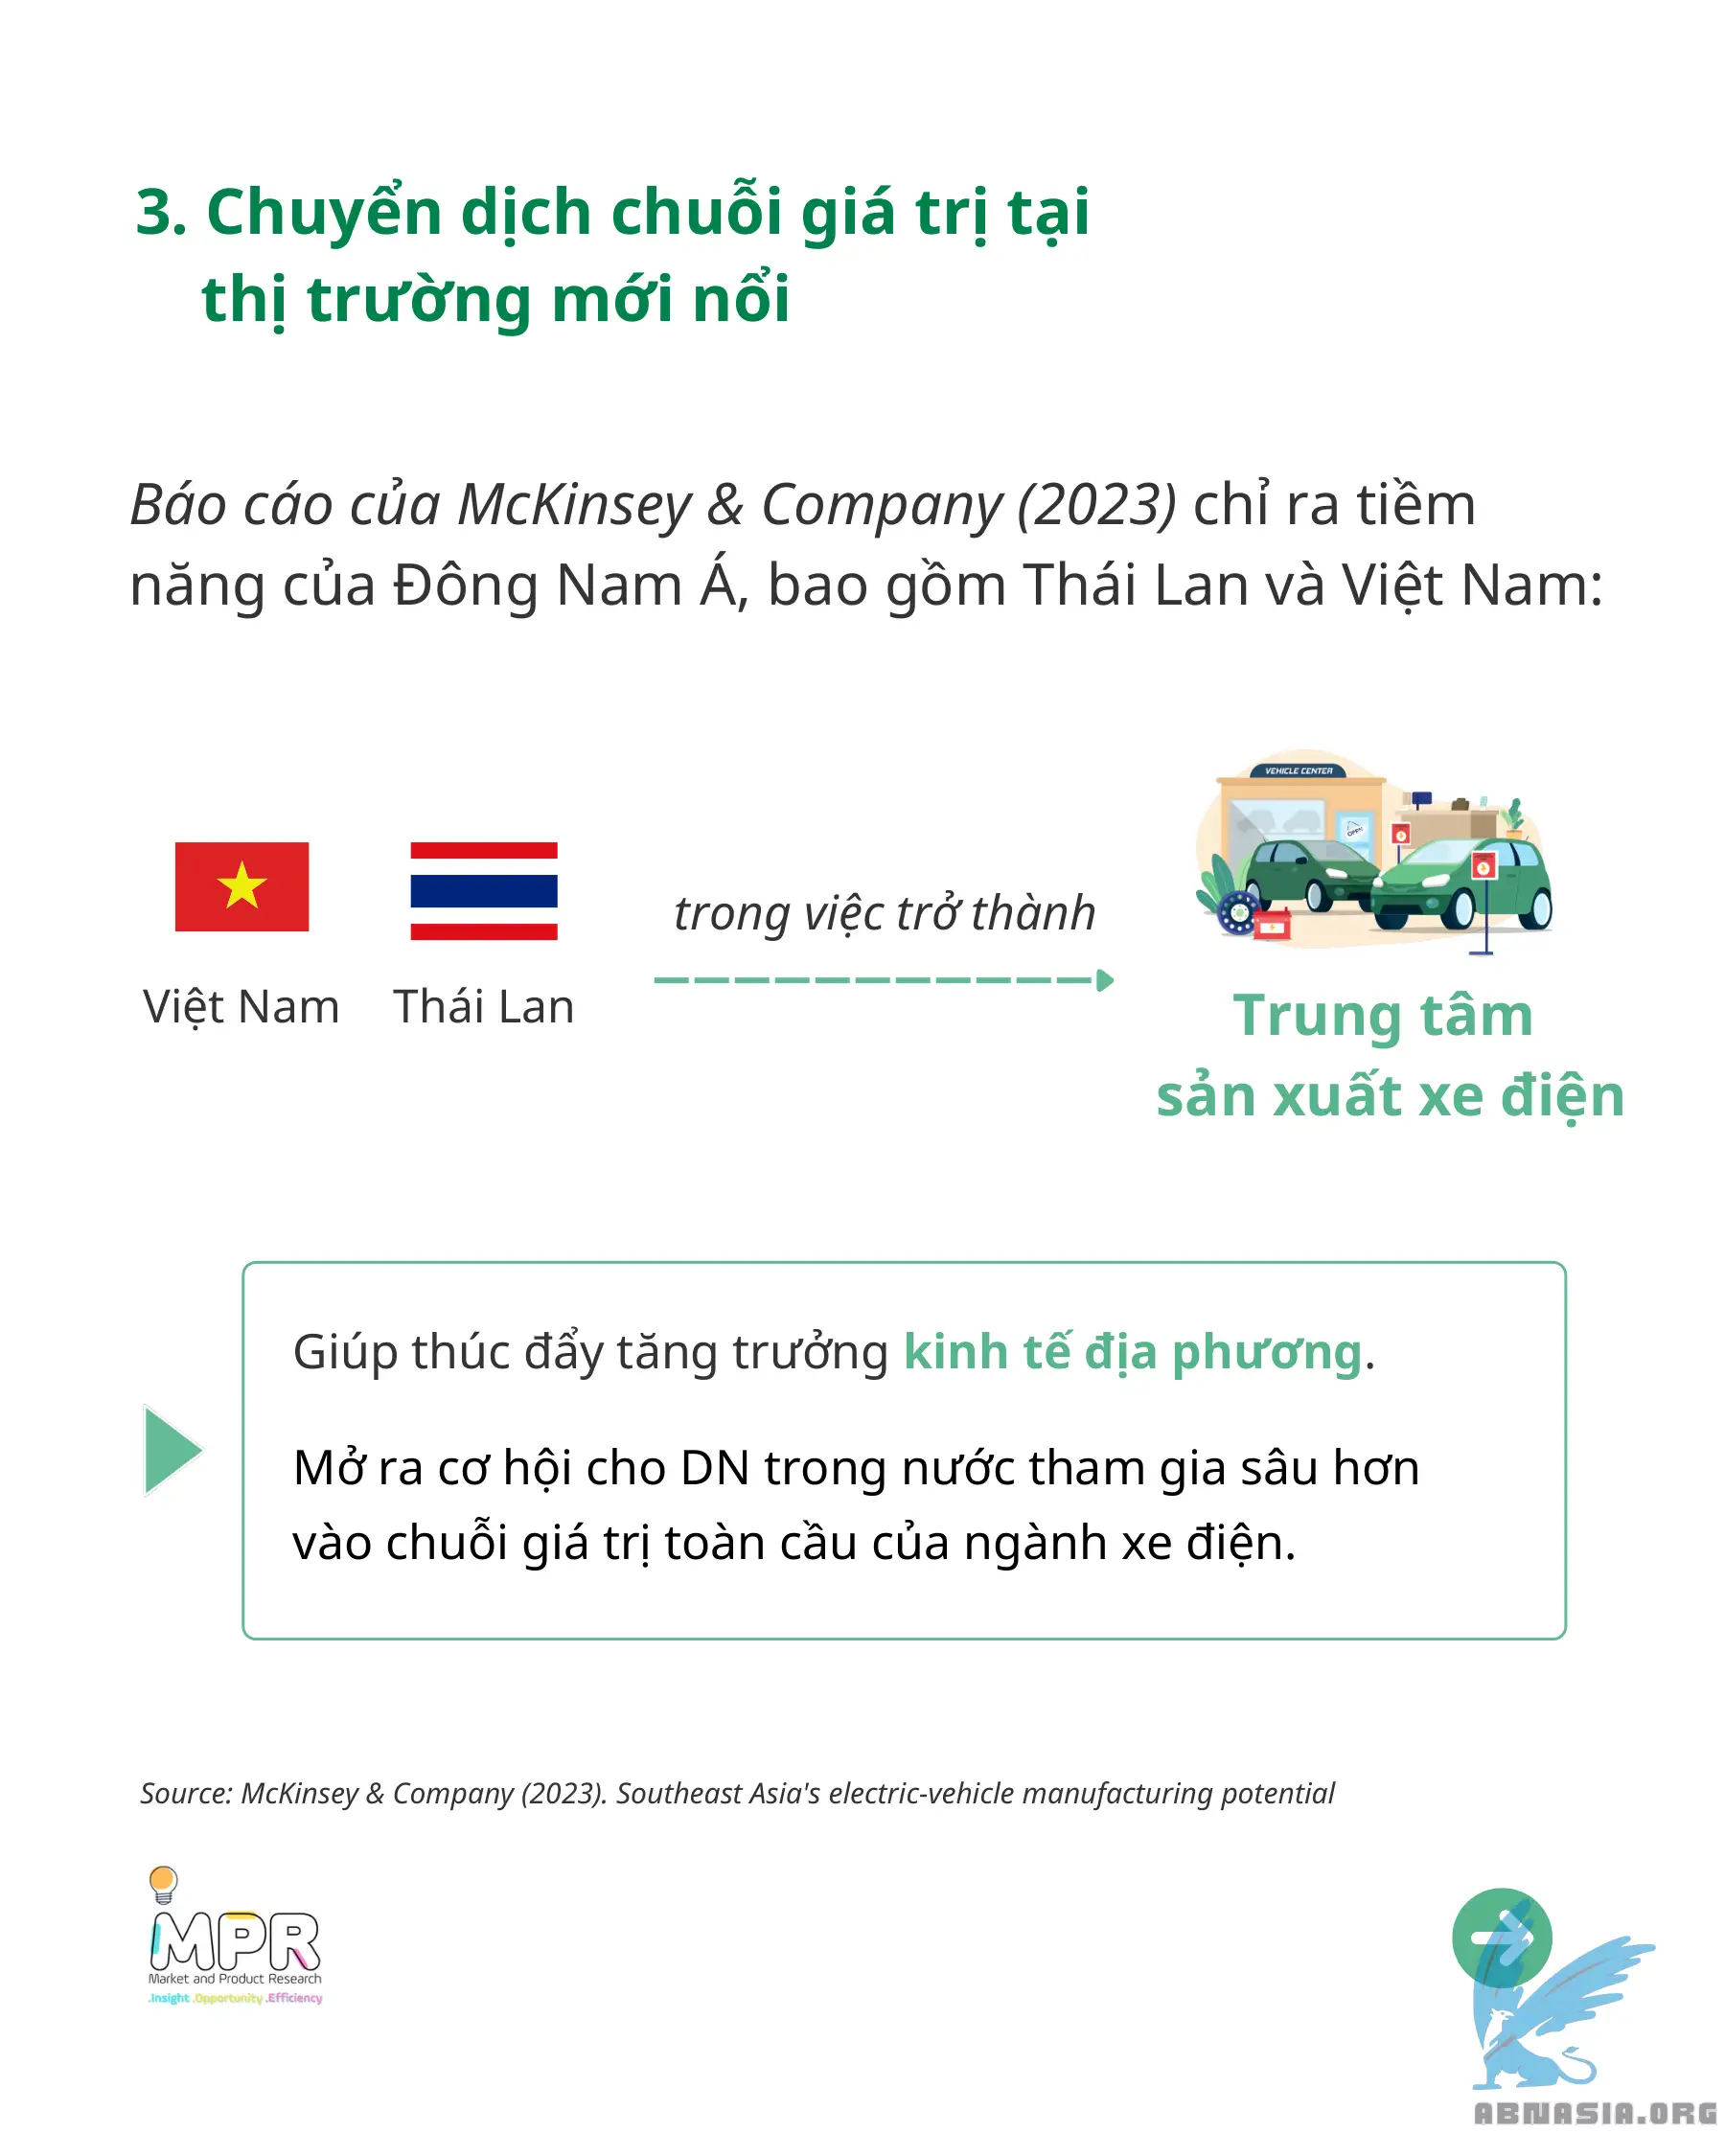 3. Chuyển dịch chuỗi giá trị tại
thị trường mới nổi
Báo cáo của McKinsey & Company (2023) chỉ ra tiềm
năng của Đông Nam Á, bao gồm Thái Lan và Việt Nam:
VEHICLE CENTER
OPEN
trong việc trở thành
Việt Nam
Thái Lan
Trung tâm
sản xuất xe điện
Giúp thúc đẩy tăng trưởng kinh tế địa phương.
Mở ra cơ hội cho DN trong nước tham gia sâu hơn
vào chuỗi giá trị toàn cầu của ngành xe điện.
Source: McKinsey & Company (2023). Southeast Asia's electric-vehicle manufacturing potential
MPR
Market and Product Research
.Insight .Opportunity .Efficiency
ABNASIA.ORG